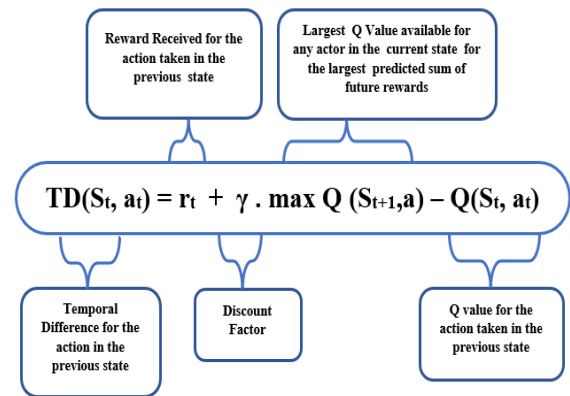 Reward Received for the
action taken in the
previous state
Largest Q Value available for
any actor in the current state for
the largest predicted sum of
future rewards
TD(Sₜ, aₜ) = rₜ + γ . max Q (Sₜ₊₁,a) – Q(Sₜ, aₜ)
Temporal
Difference for the
action in the
previous state
Discount
Factor
Q value for the
action taken in the
previous state